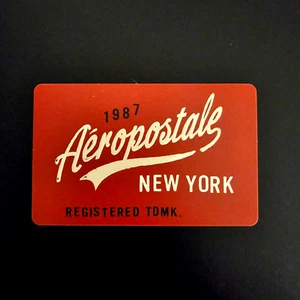 1987
Aéropostale
NEW YORK
REGISTERED TDMK.